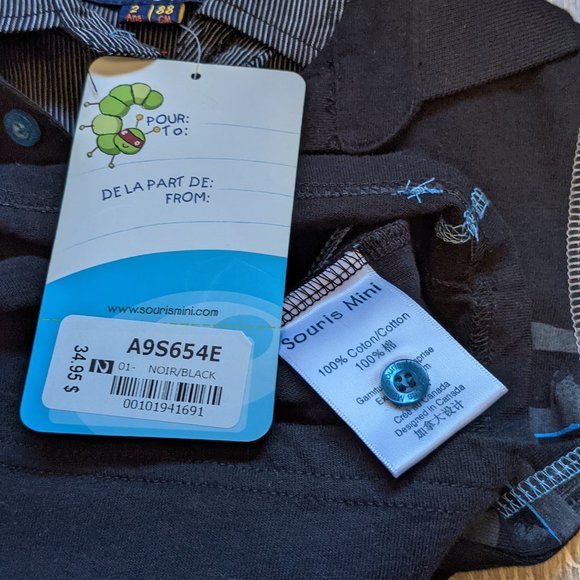 2 88
Ans CM
POUR:
TO:
DE LA PART DE:
FROM:
www.sourismini.com
A9S654E
34.95 $
2
01- NOIR/BLACK
00101941691
Souris Mini
100% Coton/Cotton
100% 棉
Créé au Canada
Designed in Canada
加拿大设计